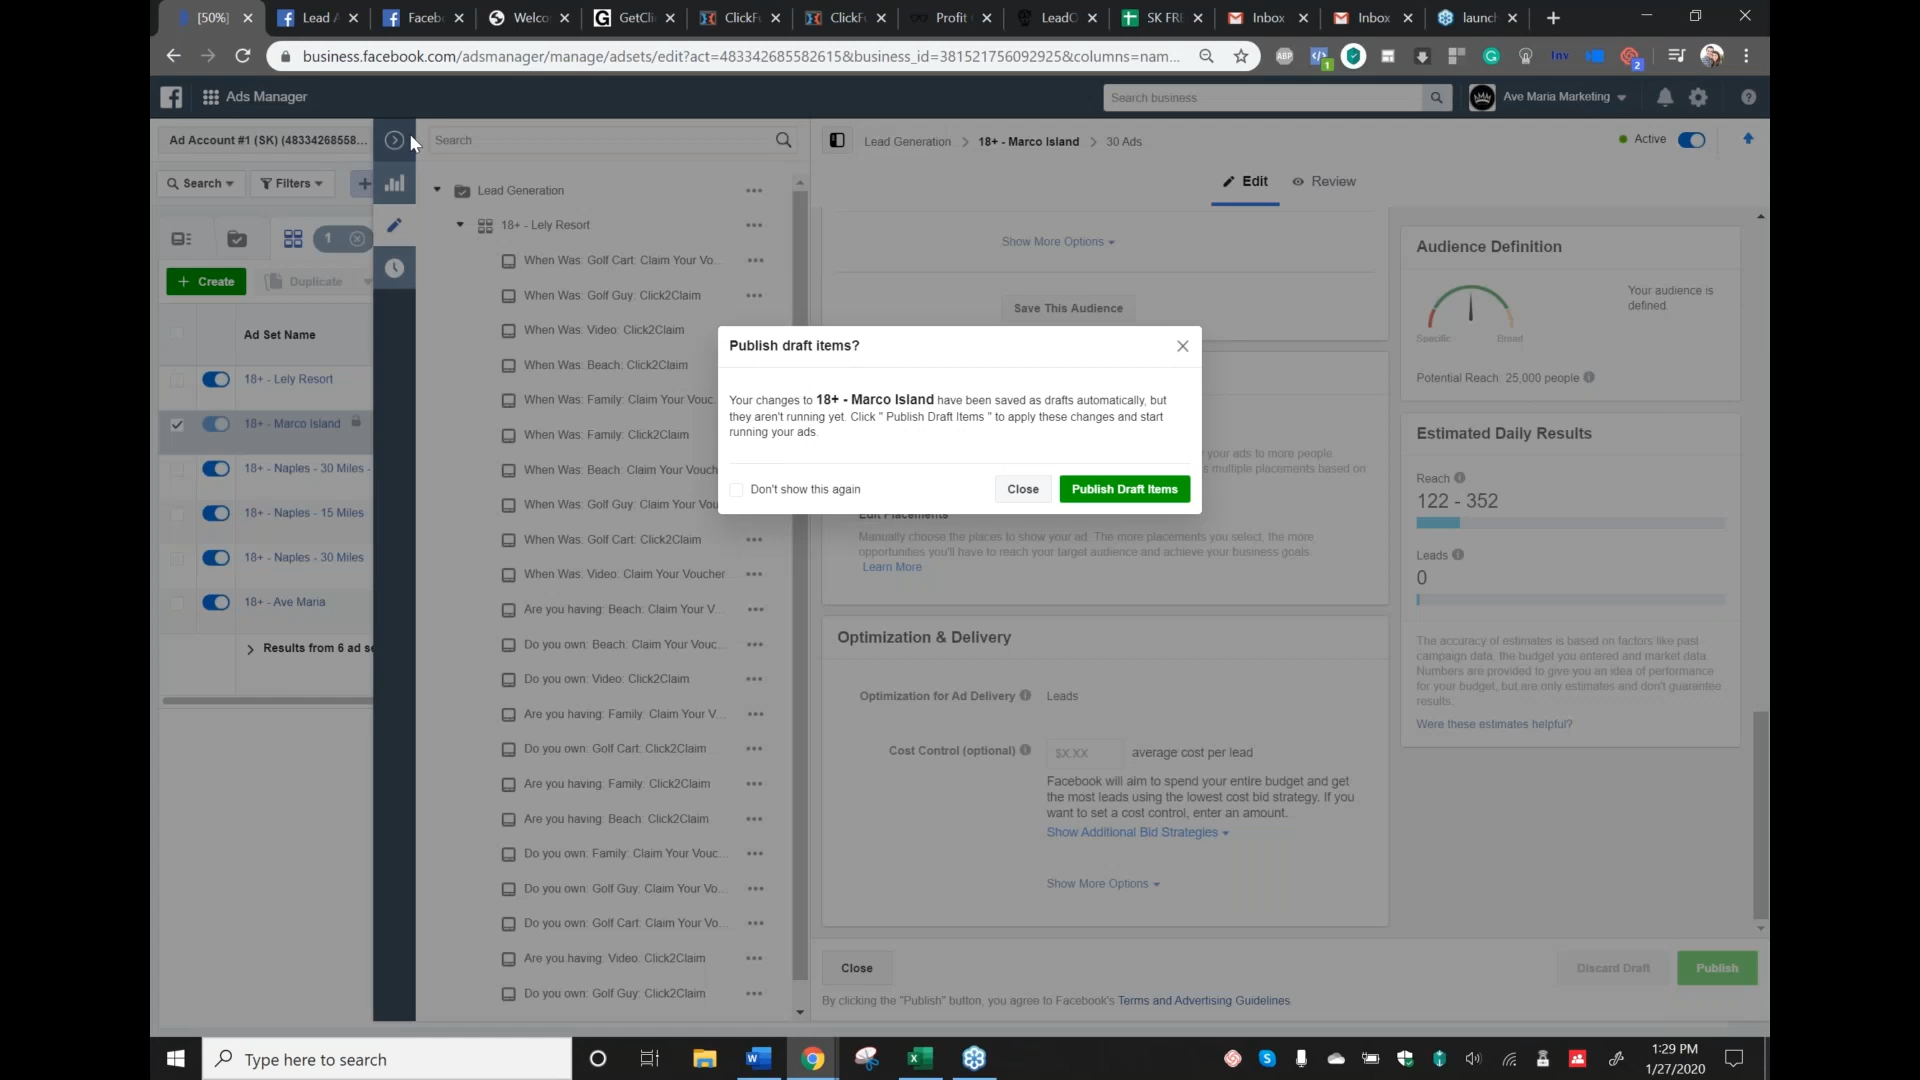 [50%]
Lead A
Facebo
Welco
GetCli
ClickFu
ClickFu
Profit
LeadO
SK FRE
Inbox
Inbox
launch
business.facebook.com/adsmanager/manage/adsets/edit?act=483342685582615&business_id=381521756092925&columns=nam...
Ads Manager
Search business
Ave Maria Marketing
Ad Account #1 (SK) (48334268558...
Search
Lead Generation
18+ - Marco Island
30 Ads
Active
Search
Filters
Edit
Review
1
Create
Duplicate
Ad Set Name
18+ - Lely Resort
18+ - Marco Island
18+ - Naples - 30 Miles -
18+ - Naples - 15 Miles
18+ - Naples - 30 Miles
18+ - Ave Maria
Results from 6 ad se
Lead Generation
18+ - Lely Resort
When Was: Golf Cart: Claim Your Vo...
When Was: Golf Guy: Click2Claim
When Was: Video: Click2Claim
When Was: Beach: Click2Claim
When Was: Family: Claim Your Vouc.
When Was: Family: Click2Claim
When Was: Beach: Claim Your Vouch
When Was: Golf Guy: Claim Your Vou
When Was: Golf Cart: Click2Claim
When Was: Video: Claim Your Voucher
Are you having: Beach: Claim Your V...
Do you own: Beach: Claim Your Vouc...
Do you own: Video: Click2Claim
Are you having: Family: Claim Your V...
Do you own: Golf Cart: Click2Claim
Are you having: Family: Click2Claim
Are you having: Beach: Click2Claim
Do you own: Family: Claim Your Vouc...
Do you own: Golf Guy: Claim Your Vo...
Do you own: Golf Cart: Claim Your Vo...
Are you having: Video: Click2Claim
Do you own: Golf Guy: Click2Claim
Show More Options
Save This Audience
Publish draft items?
Your changes to 18+ - Marco Island have been saved as drafts automatically, but
they aren't running yet. Click " Publish Draft Items " to apply these changes and start
running your ads.
Don't show this again
Close
Publish Draft Items
your ads to more people.
multiple placements based on
Edit Placements
Manually choose the places to show your ad. The more placements you select, the more
opportunities you'll have to reach your target audience and achieve your business goals.
Learn More
Optimization & Delivery
Optimization for Ad Delivery
Leads
Cost Control (optional)
$X.XX
average cost per lead
Facebook will aim to spend your entire budget and get
the most leads using the lowest cost bid strategy. If you
want to set a cost control, enter an amount.
Show Additional Bid Strategies
Show More Options
Close
Discard Draft
Publish
By clicking the "Publish" button, you agree to Facebook's Terms and Advertising Guidelines.
Audience Definition
Your audience is
defined.
Specific
Broad
Potential Reach: 25,000 people
Estimated Daily Results
Reach
122 - 352
Leads
0
The accuracy of estimates is based on factors like past
campaign data, the budget you entered and market data.
Numbers are provided to give you an idea of performance
for your budget, but are only estimates and don't guarantee
results.
Were these estimates helpful?
Type here to search
1:29 PM
1/27/2020